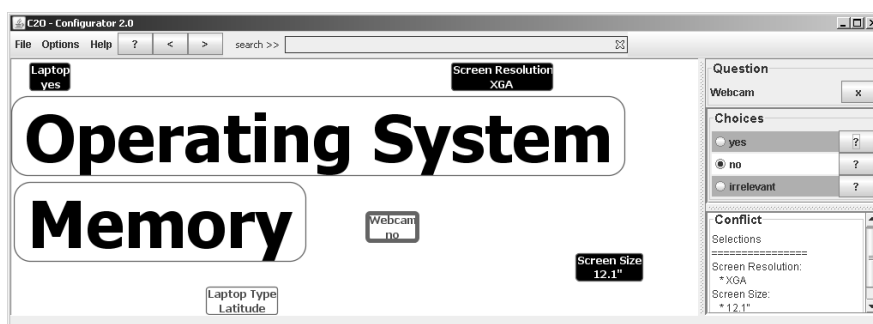 C2O - Configurator 2.0
File Options Help ? < > search >>
Laptop
yes
Screen Resolution
XGA
Operating System
Memory
Webcam
no
Screen Size
12.1"
Laptop Type
Latitude
Question
Webcam x
Choices
yes ?
no ?
irrelevant ?
Conflict
Selections
================
Screen Resolution:
*XGA
Screen Size:
*12.1"